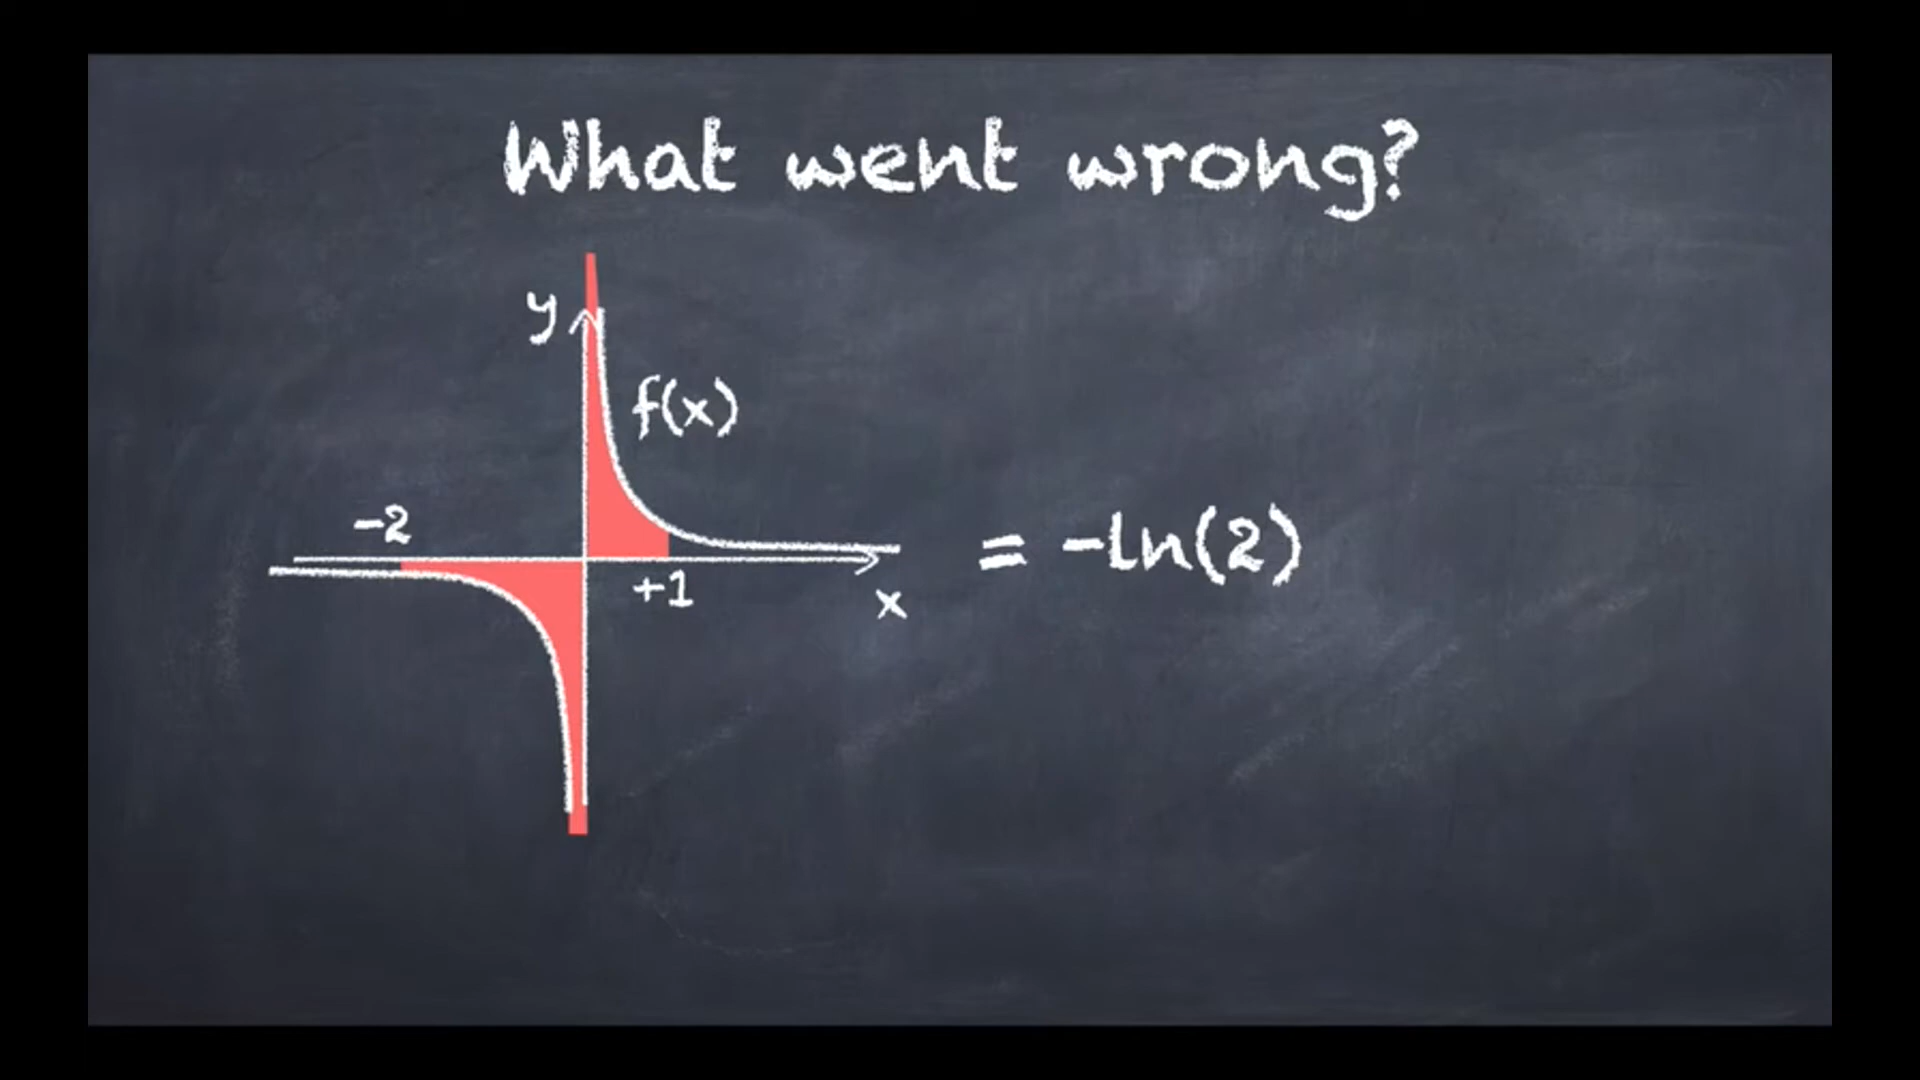 What went wrong?
y
f(x)
-2
= -ln(2)
+1
x